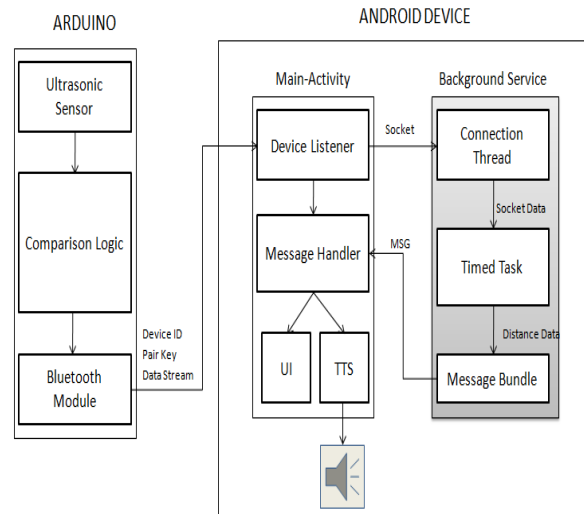 ARDUINO
Ultrasonic
Sensor
Comparison Logic
Bluetooth
Module
Device ID
Pair Key
Data Stream
ANDROID DEVICE
Main-Activity
Device Listener
Message Handler
UI
TTS
Socket
MSG
Background Service
Connection
Thread
Socket Data
Timed Task
Distance Data
Message Bundle